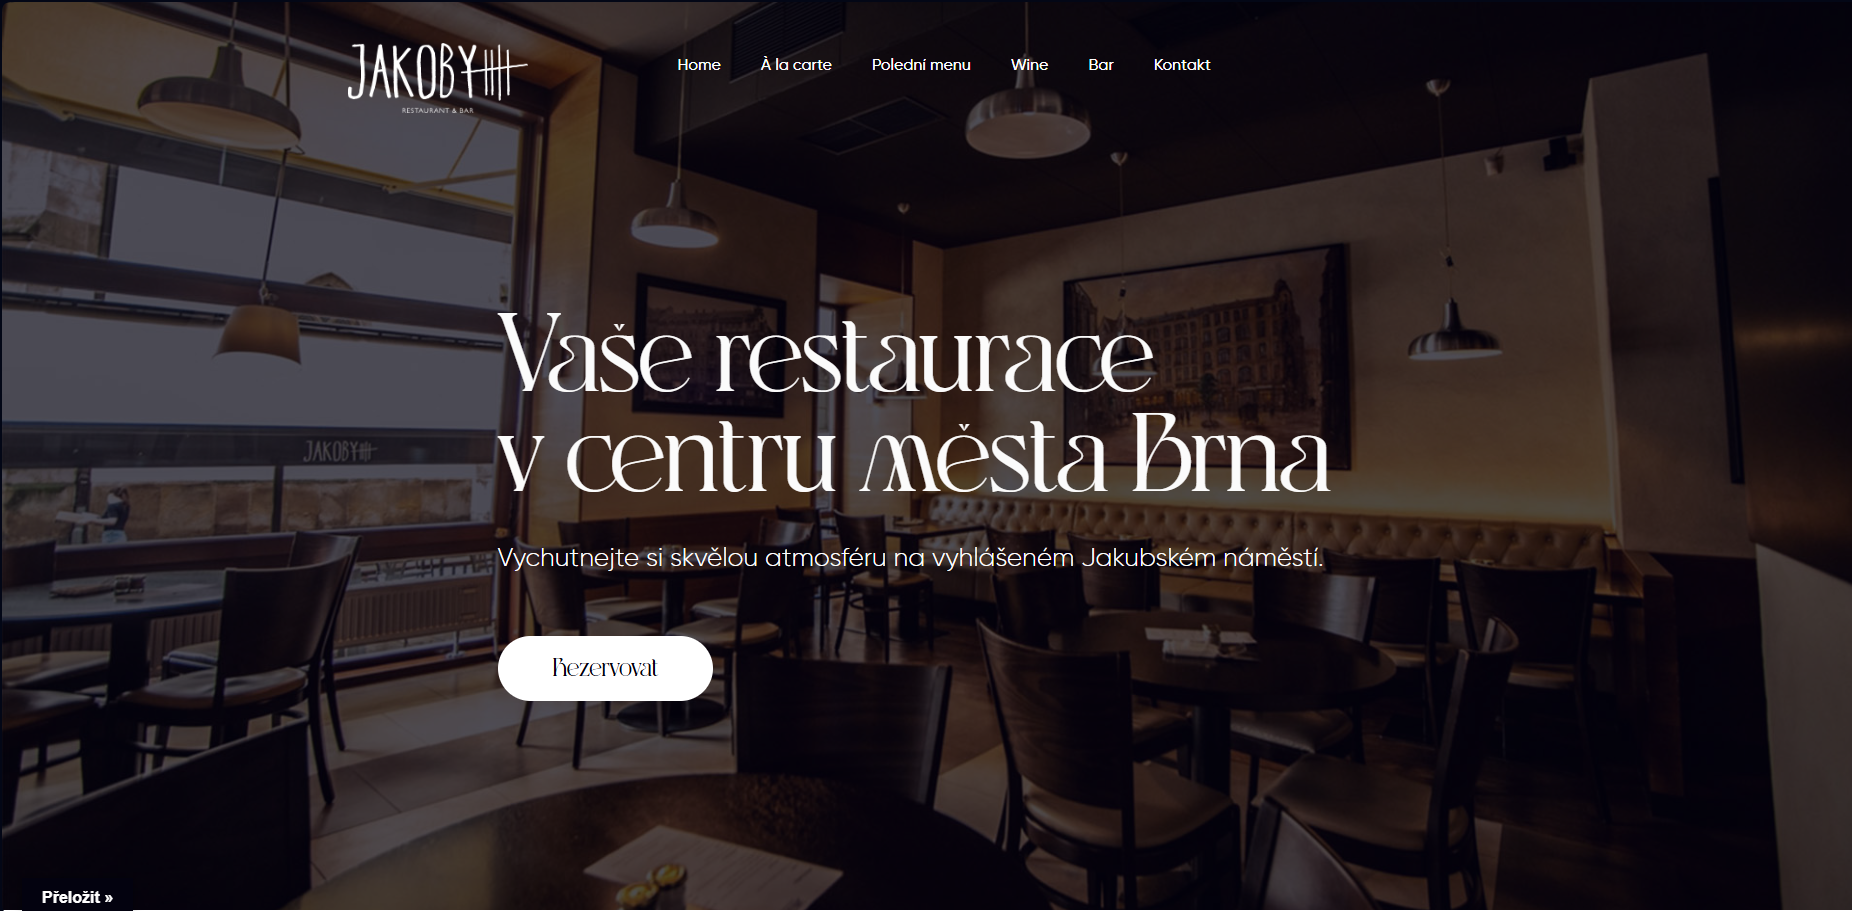 JAKOBY
RESTAURANT & BAR
Home
À la carte
Polední menu
Wine
Bar
Kontakt
Vaše restaurace
v centru města Brna
JAKOBY
Vychutnejte si skvělou atmosféru na vyhlášeném Jakubském náměstí.
Rezervovat
Přeložit »